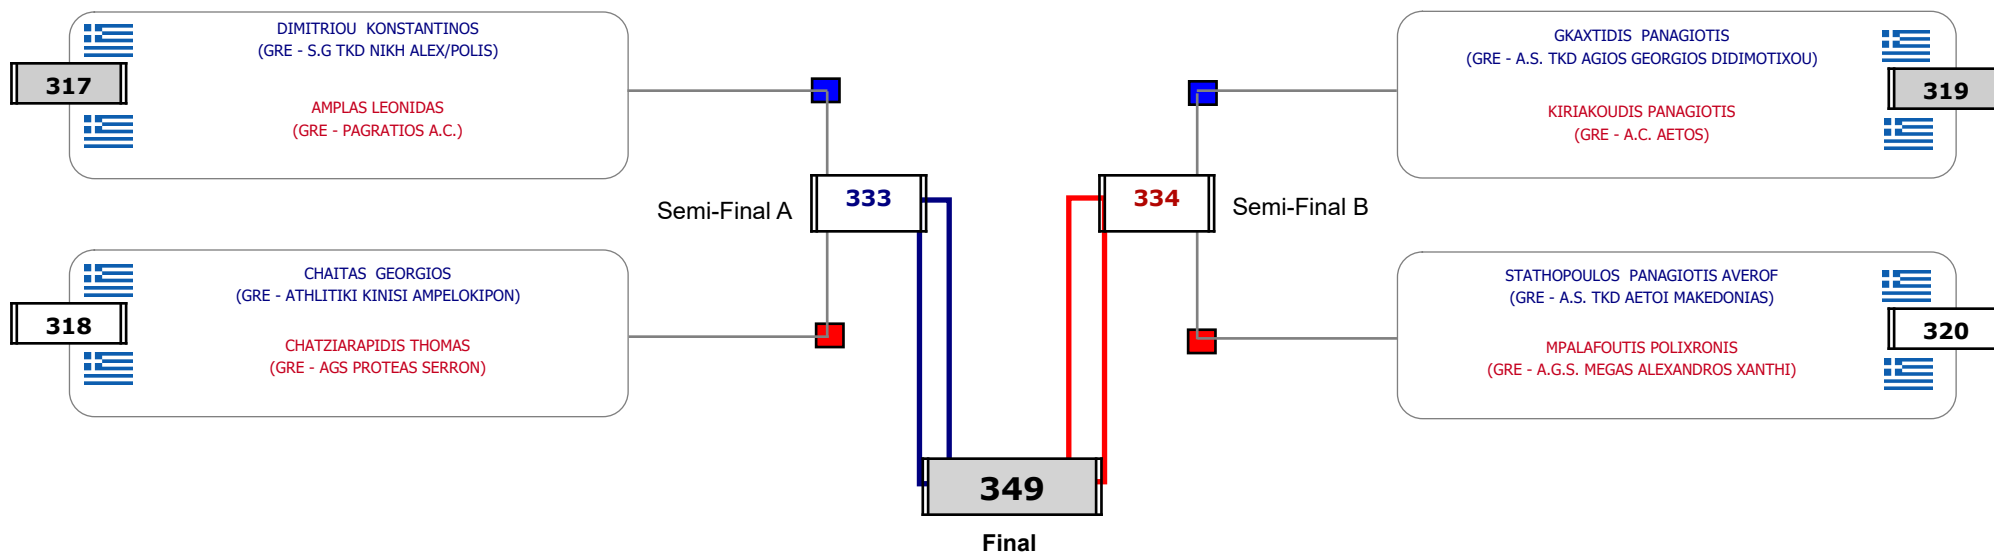 DIMITRIOU  KONSTANTINOS
(GRE - S.G TKD NIKH ALEX/POLIS)
317
AMPLAS LEONIDAS
(GRE - PAGRATIOS A.C.)
GKAXTIDIS  PANAGIOTIS
(GRE - A.S. TKD AGIOS GEORGIOS DIDIMOTIXOU)
319
KIRIAKOUDIS PANAGIOTIS
(GRE - A.C. AETOS)
Semi-Final A
333
334
Semi-Final B
CHAITAS  GEORGIOS
(GRE - ATHLITIKI KINISI AMPELOKIPON)
318
CHATZIARAPIDIS THOMAS
(GRE - AGS PROTEAS SERRON)
STATHOPOULOS  PANAGIOTIS AVEROF
(GRE - A.S. TKD AETOI MAKEDONIAS)
320
MPALAFOUTIS POLIXRONIS
(GRE - A.G.S. MEGAS ALEXANDROS XANTHI)
349
Final